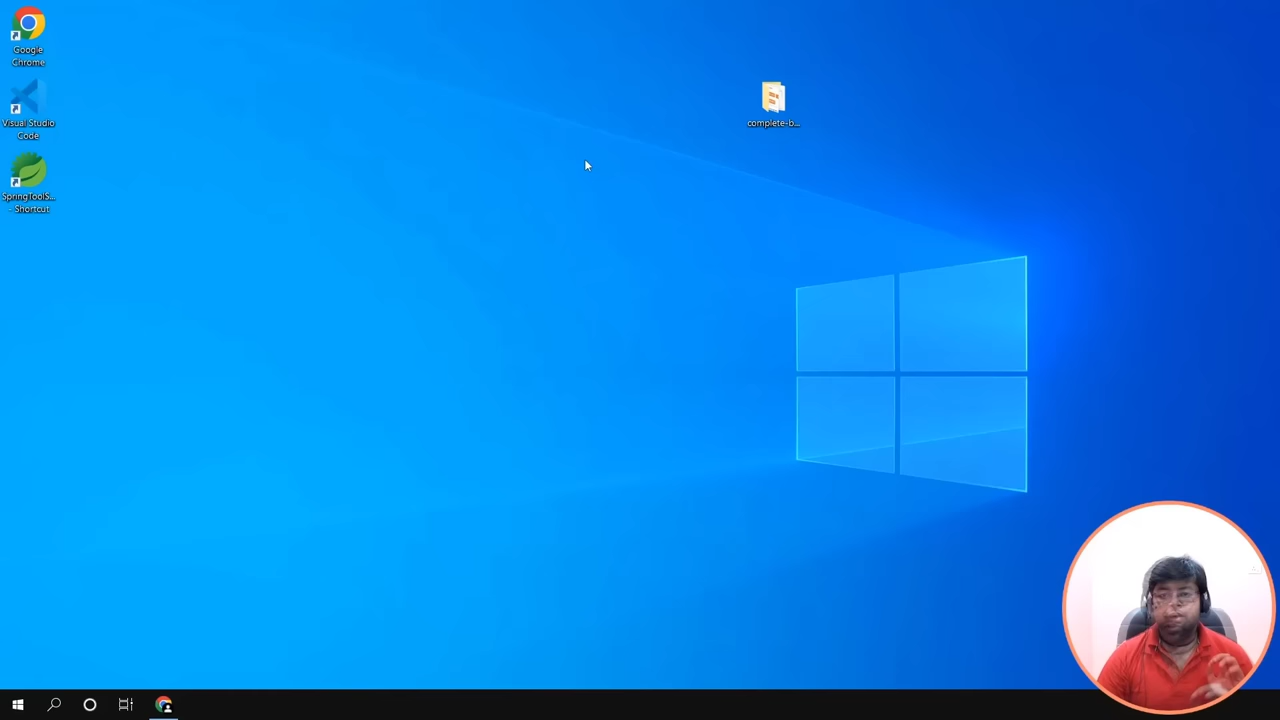 Google
Chrome
Visual Studio
Code
SpringToolS...
- Shortcut
complete-b...